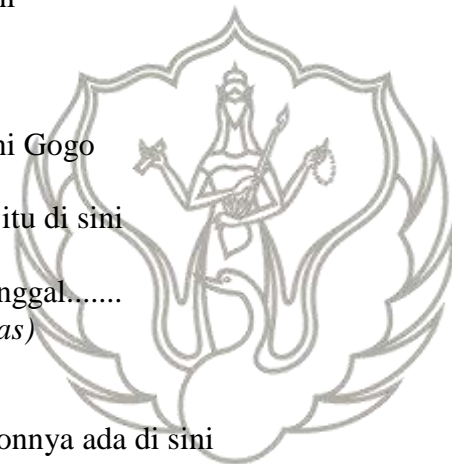 ni Gogo
itu di sini
nggal.......
as)
onnya ada di sini